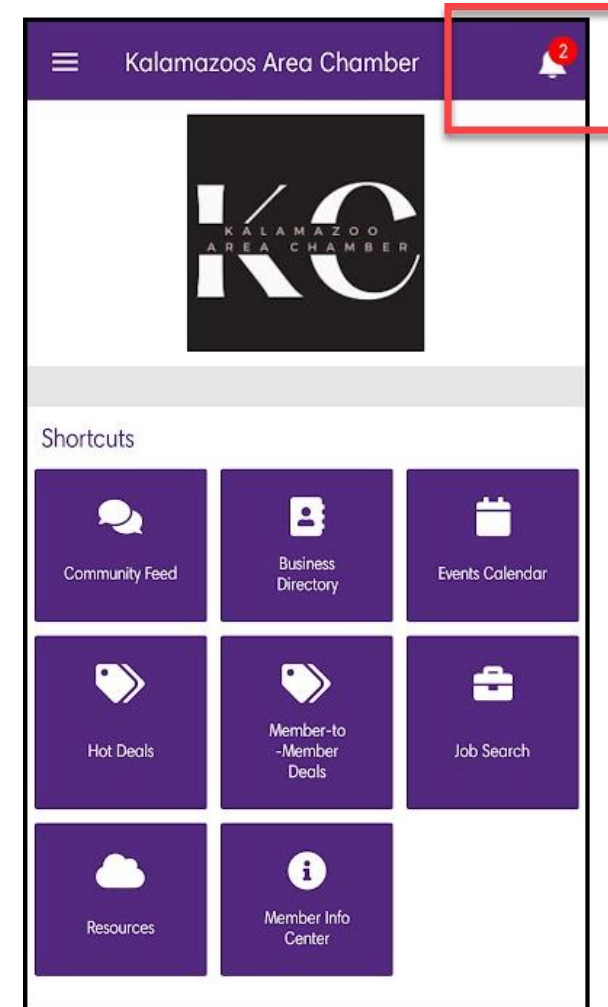 Kalamazoos Area Chamber
2
KC
KALAMAZOO
AREA CHAMBER
Shortcuts
Community Feed
Business
Directory
Events Calendar
Hot Deals
Member-to
-Member
Deals
Job Search
Resources
Member Info
Center